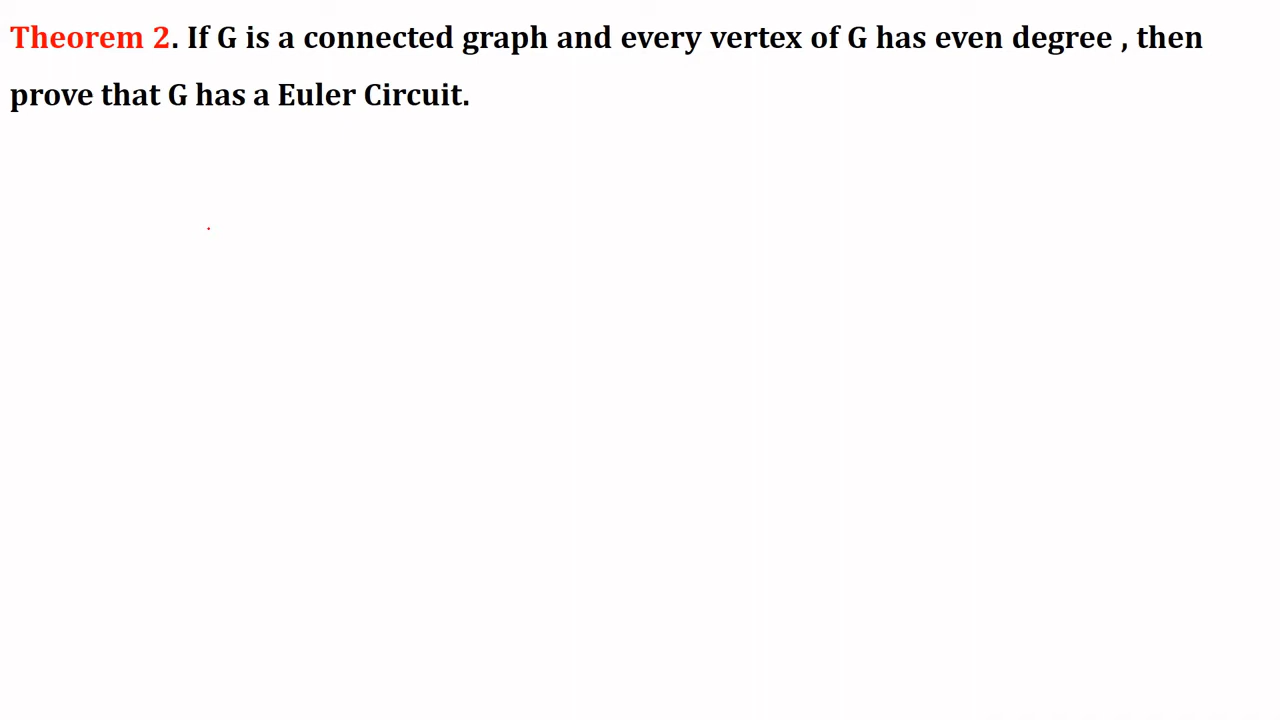 Theorem 2. If G is a connected graph and every vertex of G has even degree , then
prove that G has a Euler Circuit.